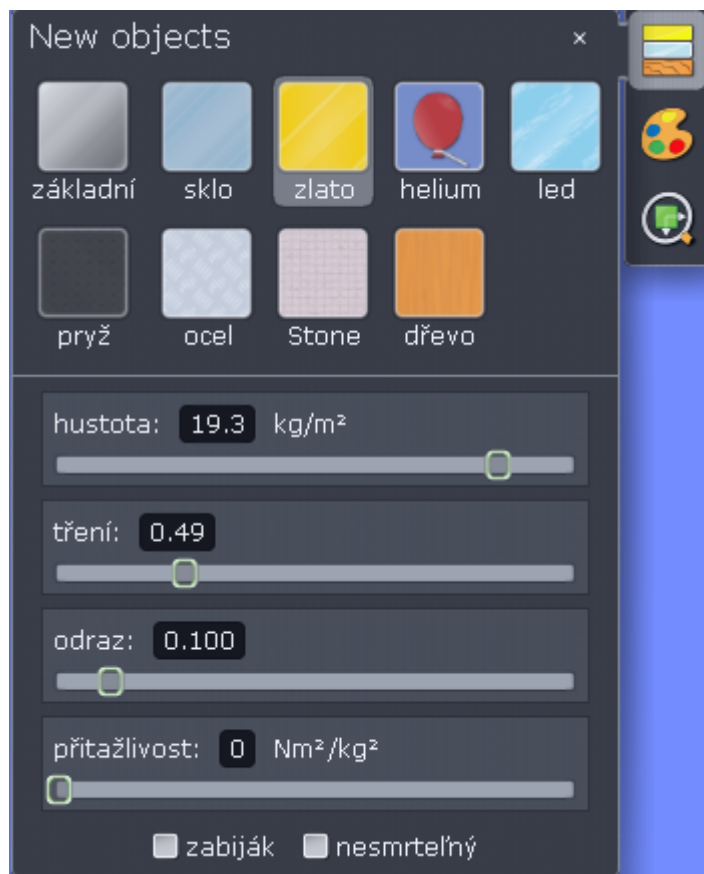 New objects ×
základní sklo zlato helium led
pryž ocel Stone dřevo
hustota: 19.3 kg/m²
tření: 0.49
odraz: 0.100
přitažlivost: 0 Nm²/kg²
zabiják nesmrteľný